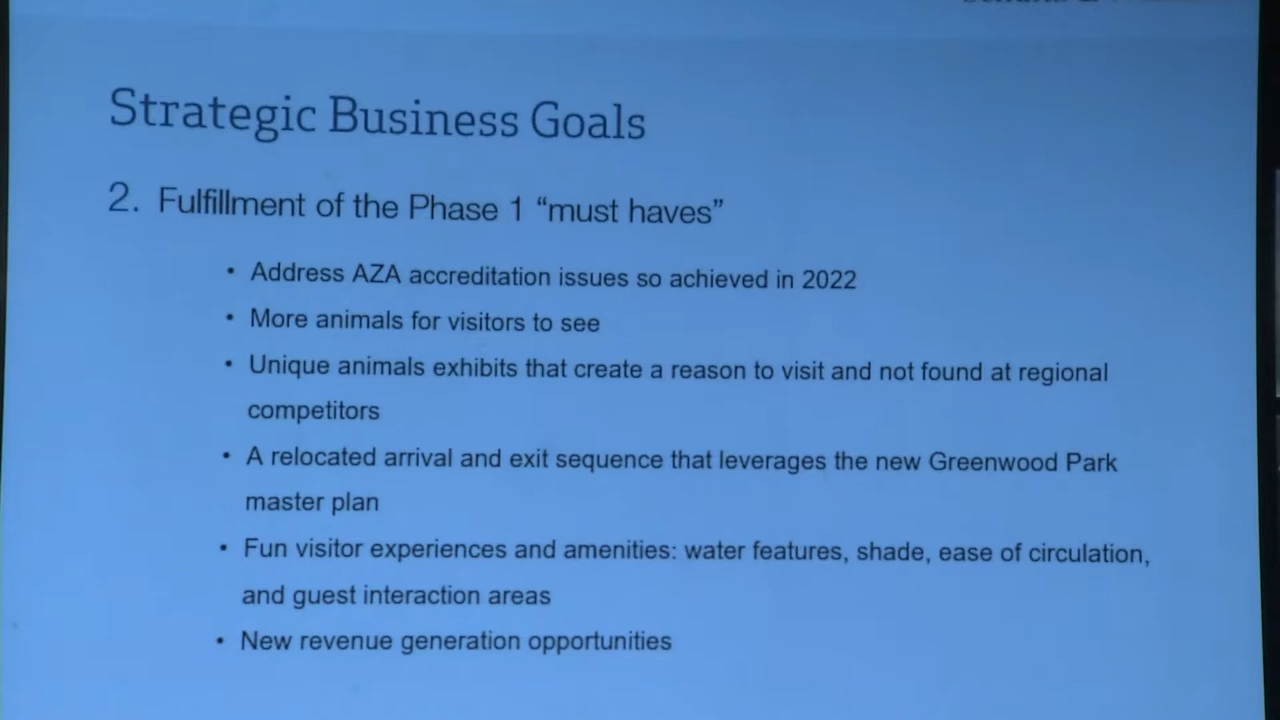 Strategic Business Goals
2. Fulfillment of the Phase 1 “must haves”
• Address AZA accreditation issues so achieved in 2022
• More animals for visitors to see
• Unique animals exhibits that create a reason to visit and not found at regional
competitors
• A relocated arrival and exit sequence that leverages the new Greenwood Park
master plan
• Fun visitor experiences and amenities: water features, shade, ease of circulation,
and guest interaction areas
• New revenue generation opportunities